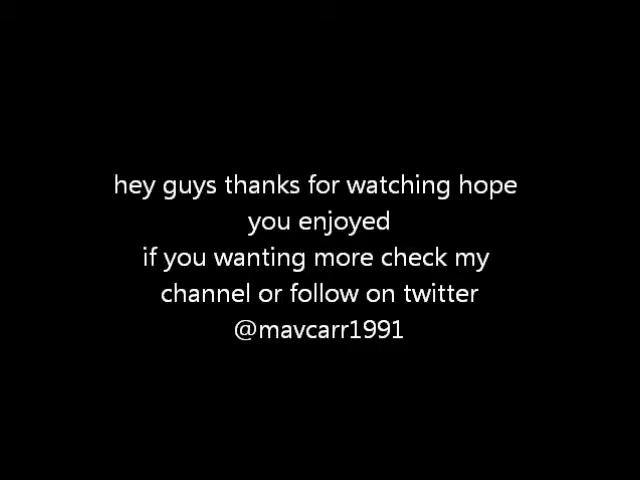 hey guys thanks for watching hope
you enjoyed
if you wanting more check my
channel or follow on twitter
@mavcarr1991